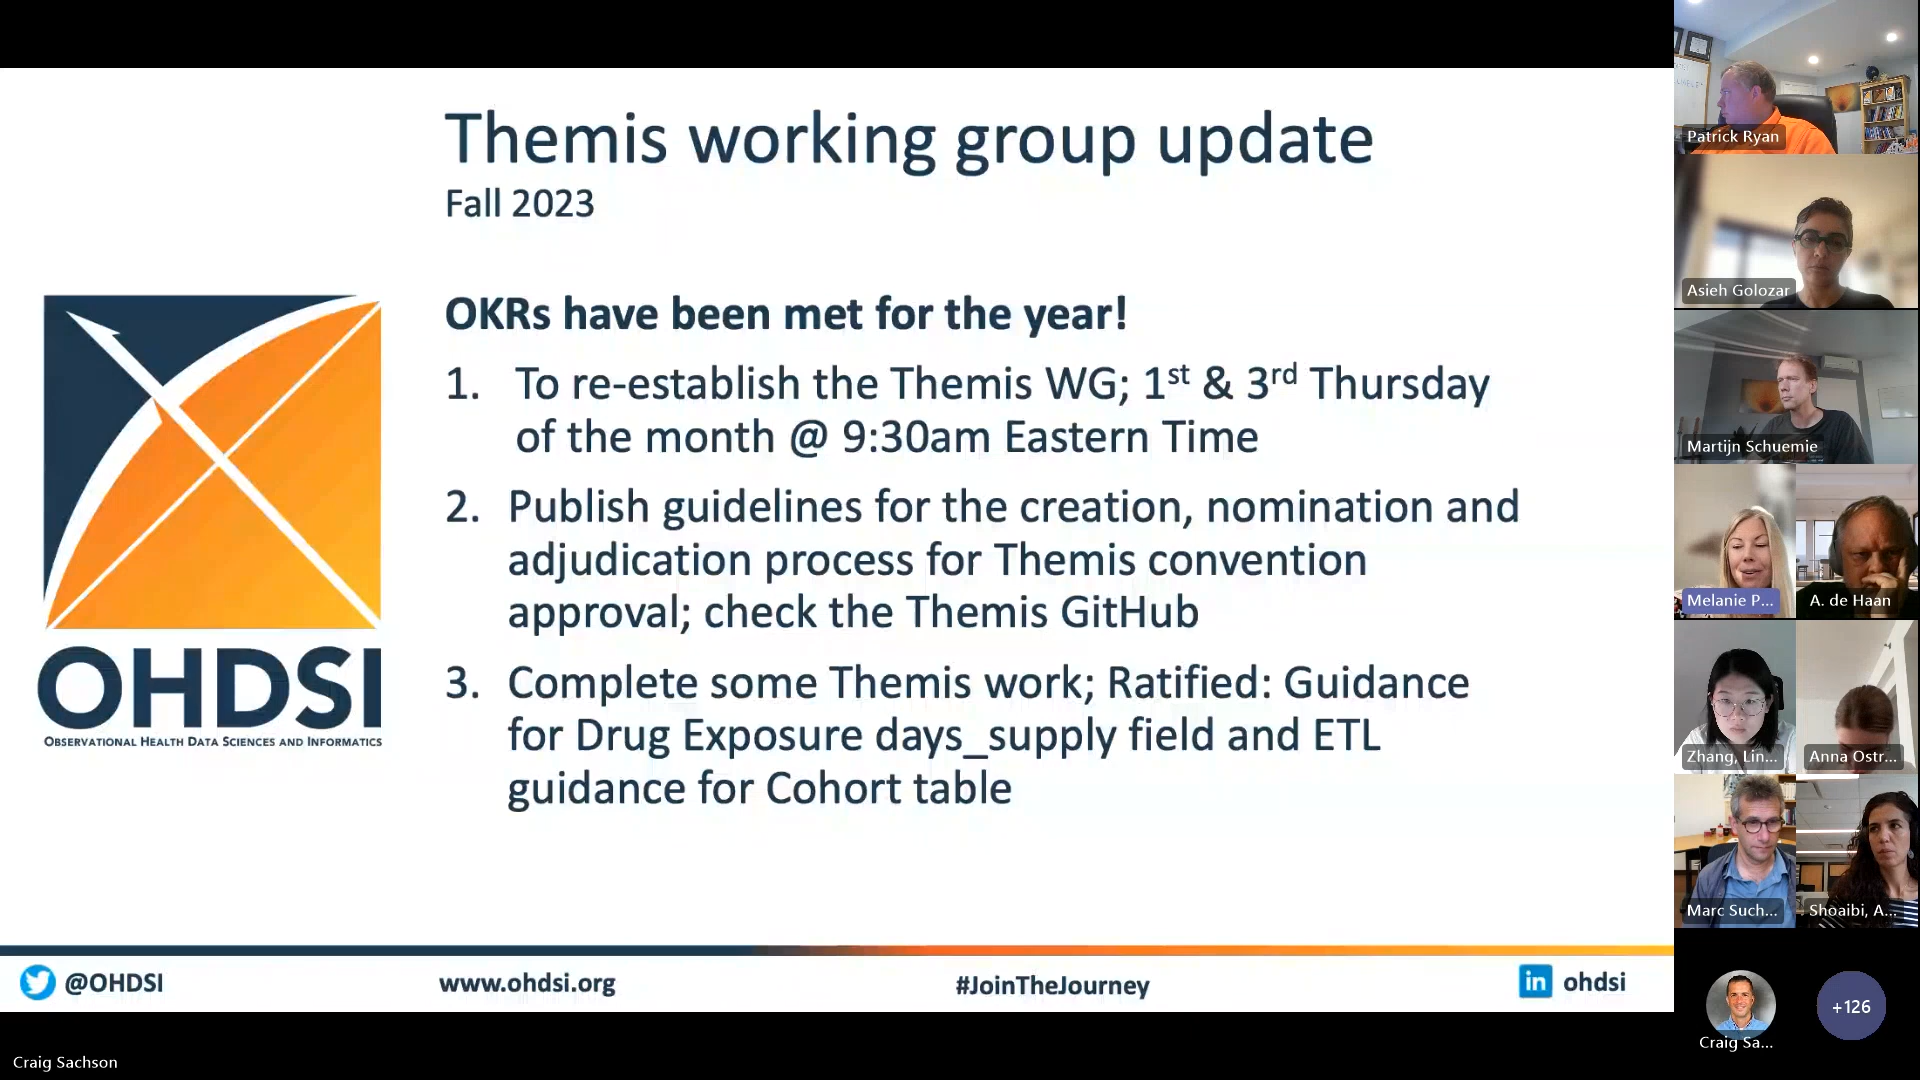 Themis working group update
Fall 2023
OKRs have been met for the year!
1. To re-establish the Themis WG; 1st & 3rd Thursday
of the month @ 9:30am Eastern Time
2. Publish guidelines for the creation, nomination and
adjudication process for Themis convention
approval; check the Themis GitHub
3. Complete some Themis work; Ratified: Guidance
for Drug Exposure days_supply field and ETL
guidance for Cohort table
OHDSI
OBSERVATIONAL HEALTH DATA SCIENCES AND INFORMATICS
@OHDSI
www.ohdsi.org
#JoinTheJourney
in ohdsi
Craig Sachson
Patrick Ryan
Asieh Golozar
Martijn Schuemie
Melanie P...
A. de Haan
Zhang, Lin...
Anna Ostr...
Marc Such...
Shoaibi, A...
Craig Sa...
+126